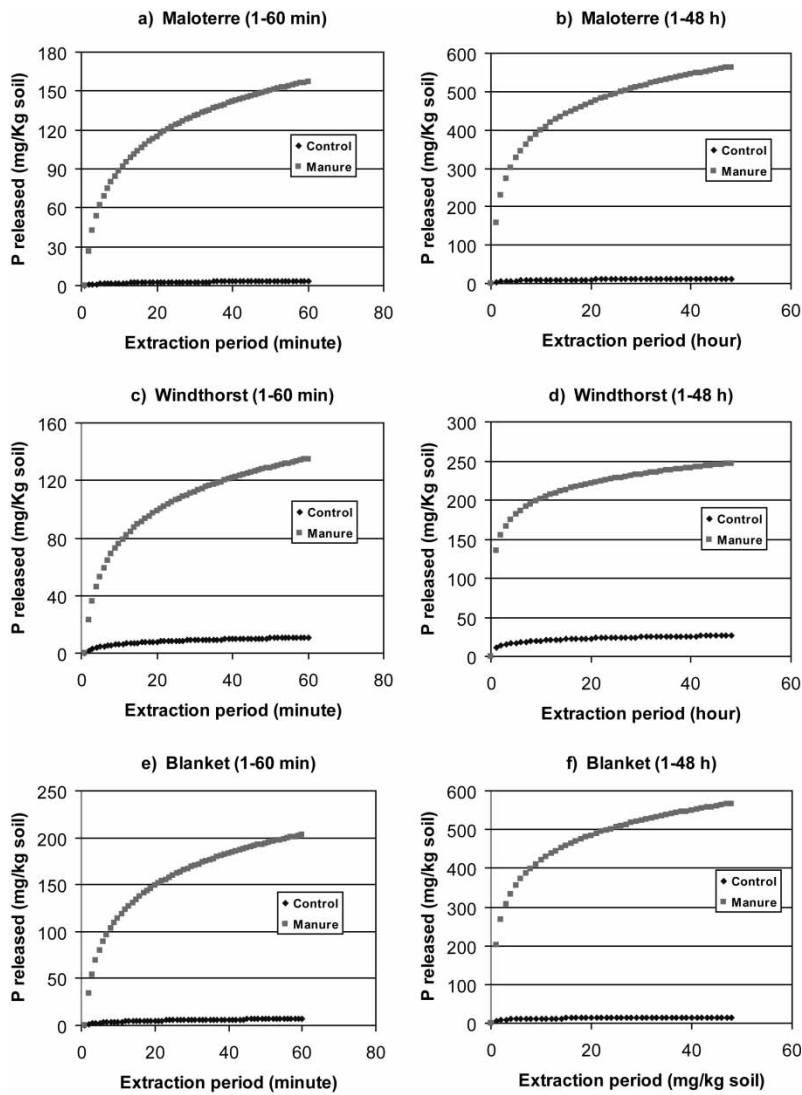 a) Maloterre (1-60 min)
P released (mg/Kg soil)
180
150
120
90
60
30
0
Control
Manure
0 20 40 60 80
Extraction period (minute)
b) Maloterre (1-48 h)
P released (mg/Kg soil)
600
500
400
300
200
100
0
Control
Manure
0 20 40 60
Extraction period (hour)
c) Windthorst (1-60 min)
P released (mg/Kg soil)
160
120
80
40
0
Control
Manure
0 20 40 60 80
Extraction period (minute)
d) Windthorst (1-48 h)
P released (mg/Kg soil)
300
250
200
150
100
50
0
Control
Manure
0 20 40 60
Extraction period (hour)
e) Blanket (1-60 min)
P released (mg/kg soil)
250
200
150
100
50
0
Control
Manure
0 20 40 60 80
Extraction period (minute)
f) Blanket (1-48 h)
P released (mg/kg soil)
600
500
400
300
200
100
0
Control
Manure
0 20 40 60
Extraction period (mg/kg soil)